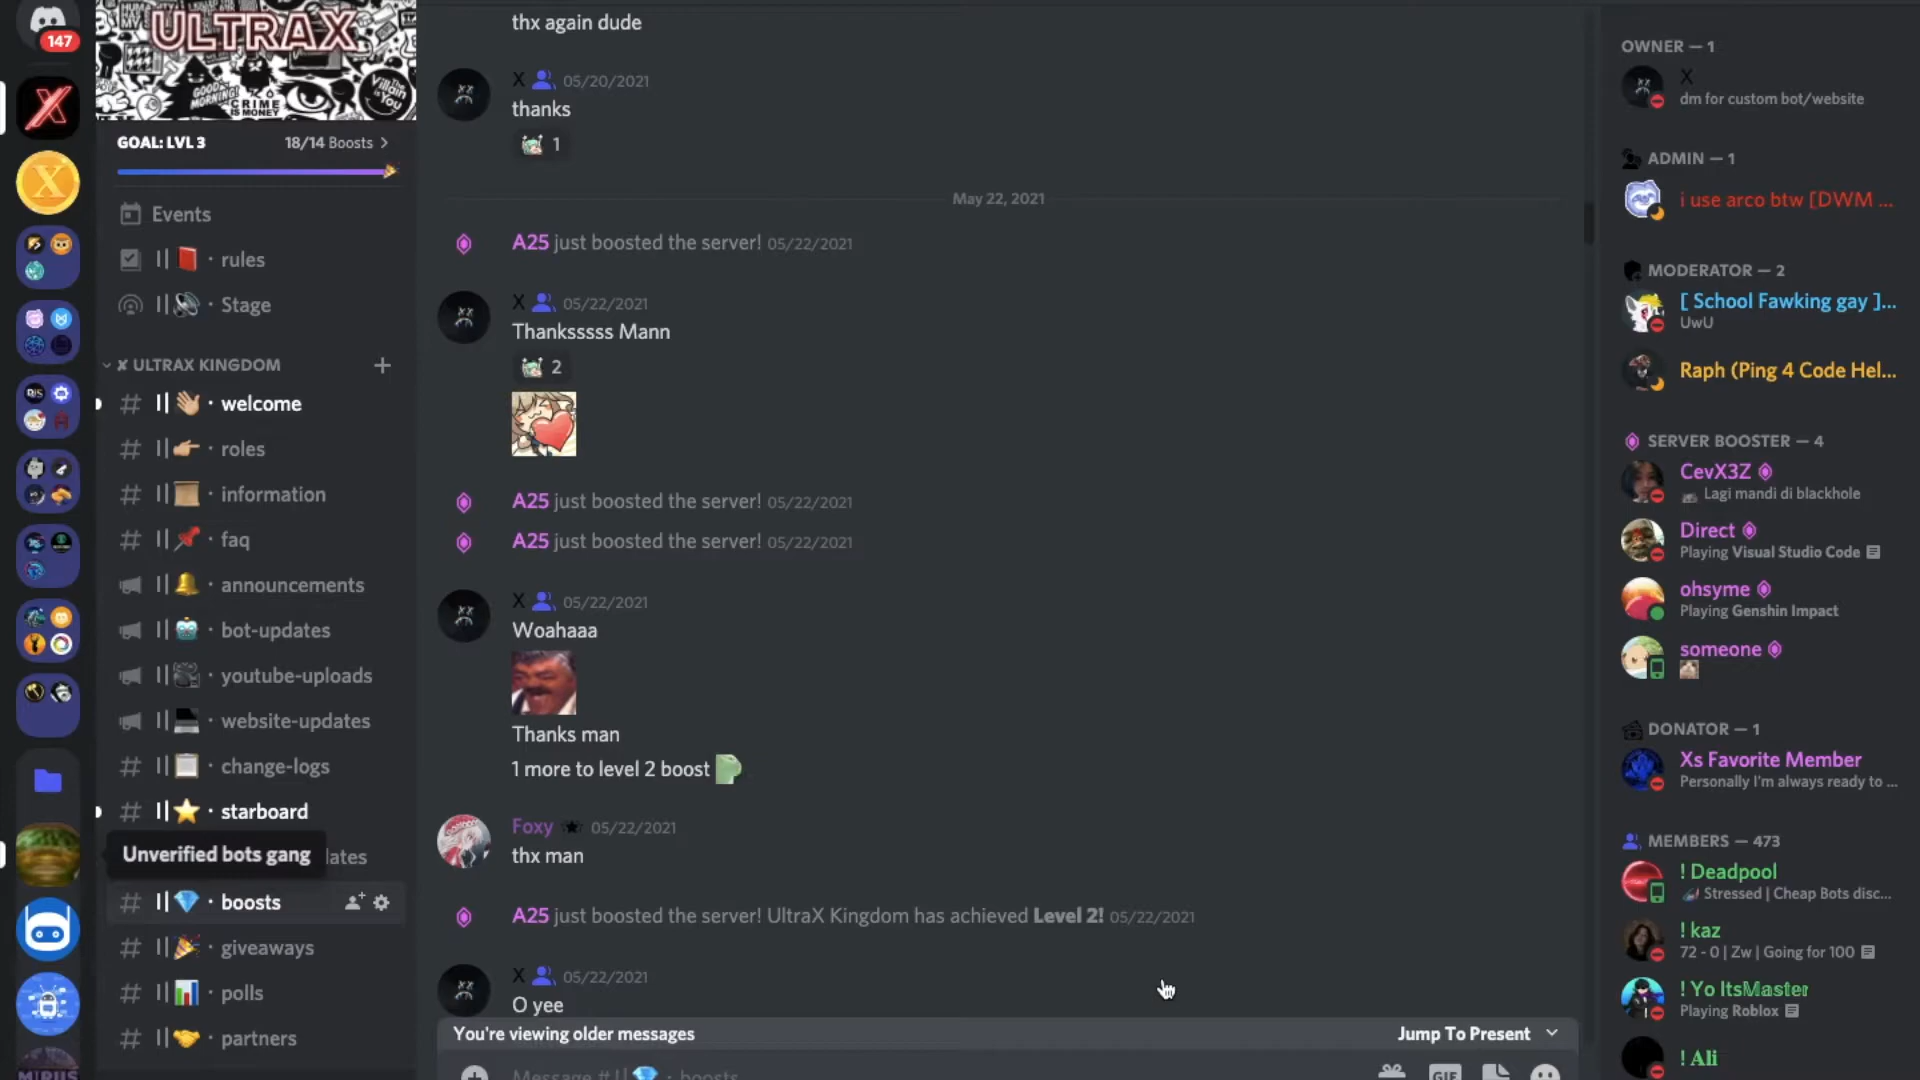 147
ULTRAX
GOOD MORNING!
CRIME IS MONEY
Villain is You
GOAL: LVL 3
18/14 Boosts
Events
rules
Stage
X ULTRAX KINGDOM
welcome
roles
information
faq
announcements
bot-updates
youtube-uploads
website-updates
change-logs
starboard
Unverified bots gang
lates
boosts
giveaways
polls
partners
thx again dude
X 05/20/2021
thanks
1
May 22, 2021
A25 just boosted the server! 05/22/2021
X 05/22/2021
Thanksssss Mann
2
A25 just boosted the server! 05/22/2021
A25 just boosted the server! 05/22/2021
X 05/22/2021
Woahaaa
Thanks man
1 more to level 2 boost
Foxy 05/22/2021
thx man
A25 just boosted the server! UltraX Kingdom has achieved Level 2! 05/22/2021
X 05/22/2021
O yee
You're viewing older messages
Jump To Present
Message #||💎 · boosts
GIF
OWNER — 1
X
dm for custom bot/website
ADMIN — 1
i use arco btw [DWM ...
MODERATOR — 2
[ School Fawking gay ]...
UwU
Raph (Ping 4 Code Hel...
SERVER BOOSTER — 4
CevX3Z
Lagi mandi di blackhole
Direct
Playing Visual Studio Code
ohsyme
Playing Genshin Impact
someone
DONATOR — 1
Xs Favorite Member
Personally I'm always ready to ...
MEMBERS — 473
! Deadpool
Stressed | Cheap Bots disc...
! kaz
72 - 0 | Zw | Going for 100
! Yo ItsMaster
Playing Roblox
! Ali